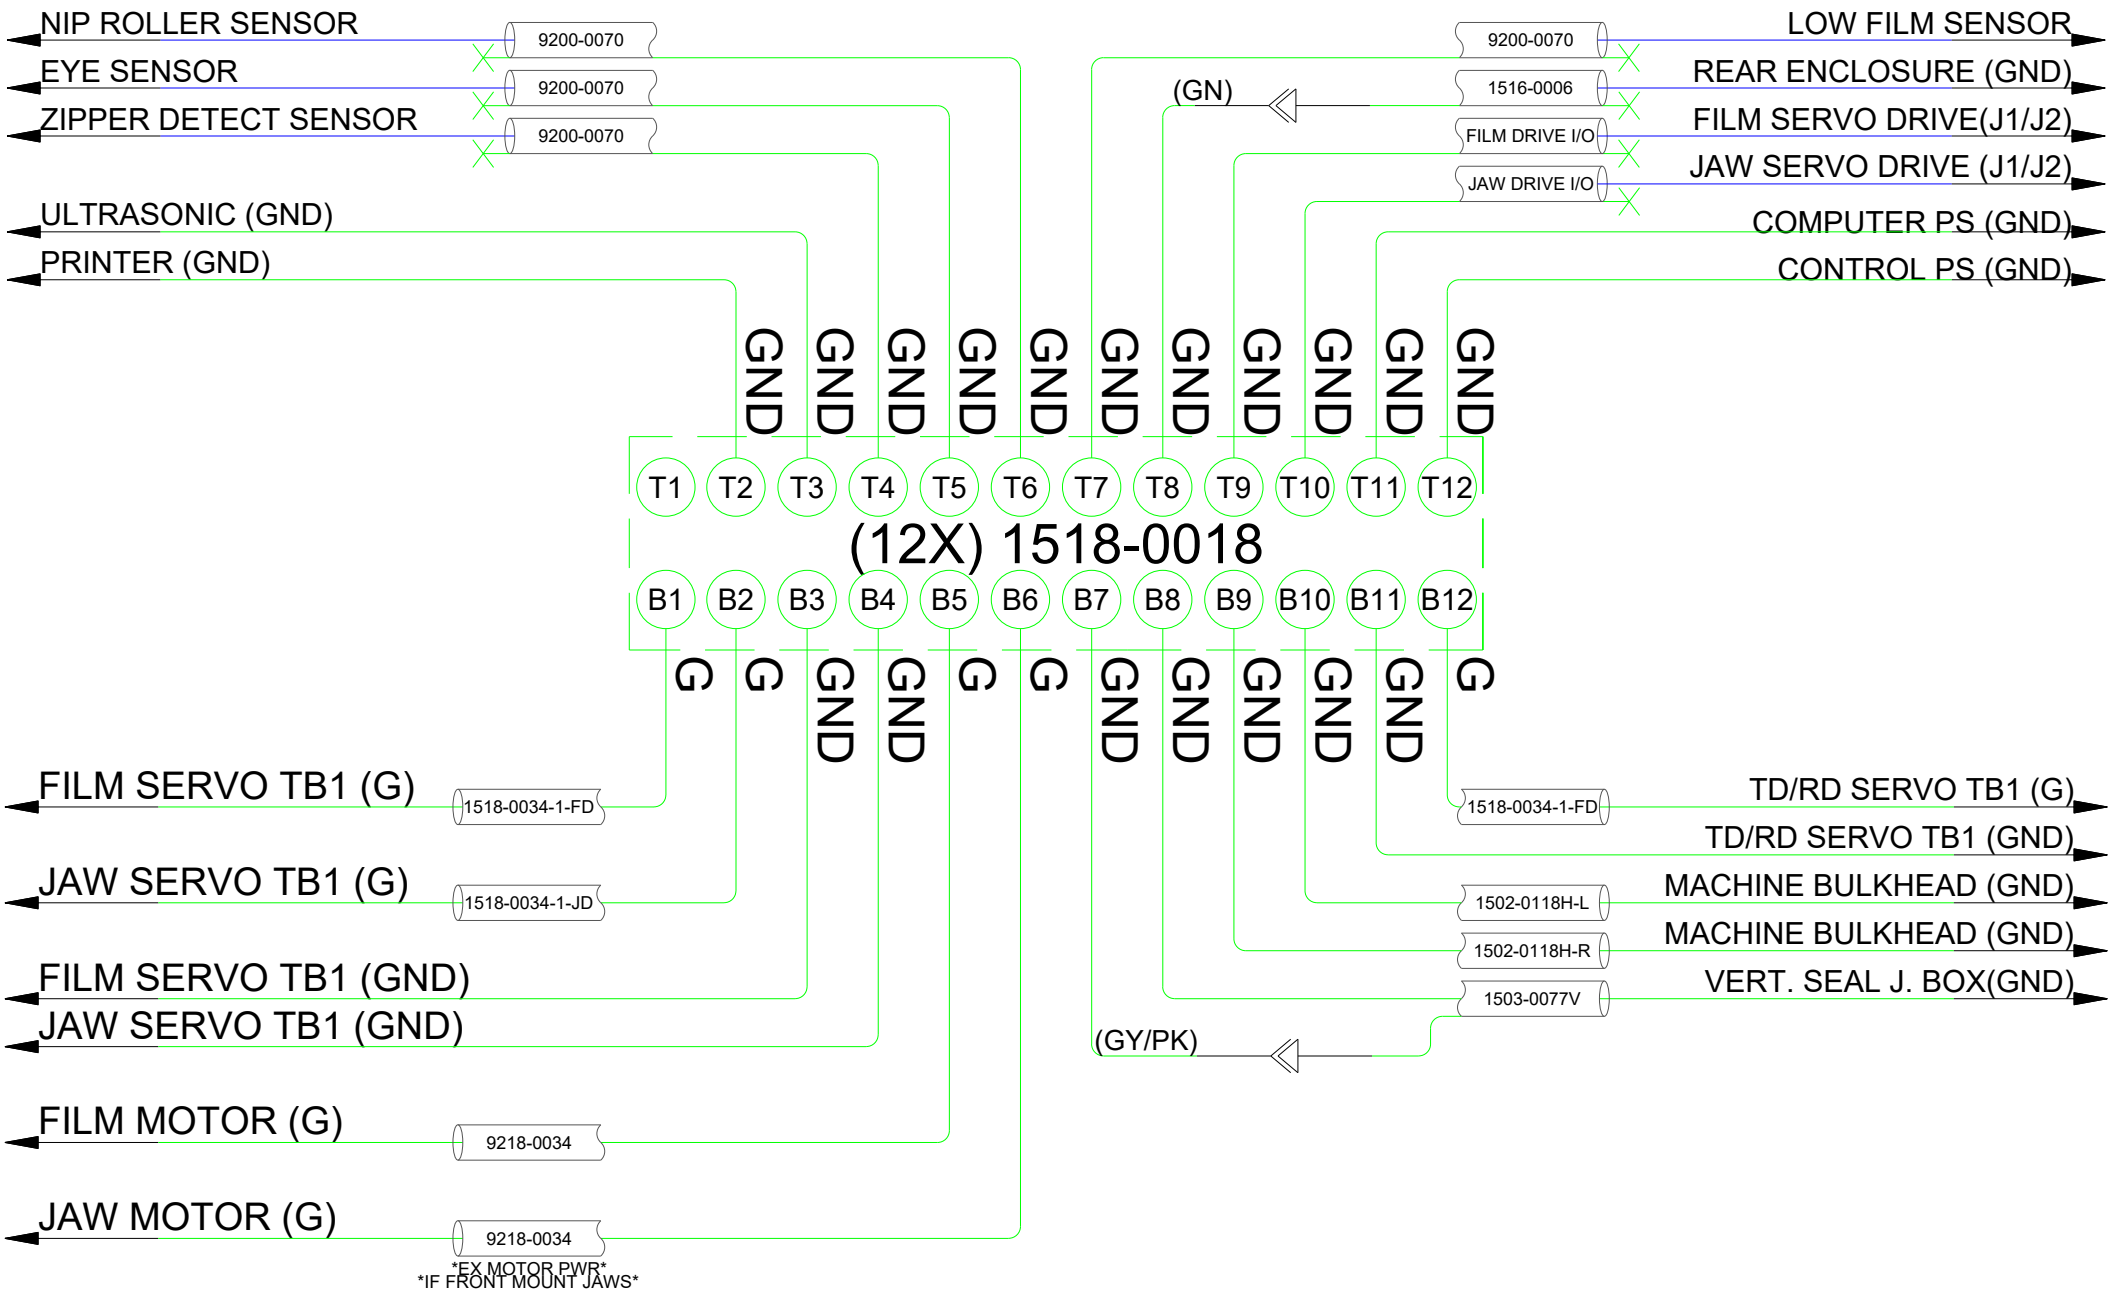 NIP ROLLER SENSOR
9200-0070
EYE SENSOR
9200-0070
ZIPPER DETECT SENSOR
9200-0070
ULTRASONIC (GND)
PRINTER (GND)
9200-0070
LOW FILM SENSOR
(GN)
1516-0006
REAR ENCLOSURE (GND)
FILM DRIVE I/O
FILM SERVO DRIVE(J1/J2)
JAW DRIVE I/O
JAW SERVO DRIVE (J1/J2)
COMPUTER PS (GND)
CONTROL PS (GND)
GND GND GND GND GND GND GND GND GND GND GND
T1 T2 T3 T4 T5 T6 T7 T8 T9 T10 T11 T12
(12X) 1518-0018
B1 B2 B3 B4 B5 B6 B7 B8 B9 B10 B11 B12
G G GND GND G G GND GND GND GND GND G
FILM SERVO TB1 (G)
1518-0034-1-FD
JAW SERVO TB1 (G)
1518-0034-1-JD
FILM SERVO TB1 (GND)
JAW SERVO TB1 (GND)
FILM MOTOR (G)
9218-0034
JAW MOTOR (G)
9218-0034
*EX MOTOR PWR*
*IF FRONT MOUNT JAWS*
1518-0034-1-FD
TD/RD SERVO TB1 (G)
TD/RD SERVO TB1 (GND)
1502-0118H-L
MACHINE BULKHEAD (GND)
1502-0118H-R
MACHINE BULKHEAD (GND)
1503-0077V
VERT. SEAL J. BOX(GND)
(GY/PK)